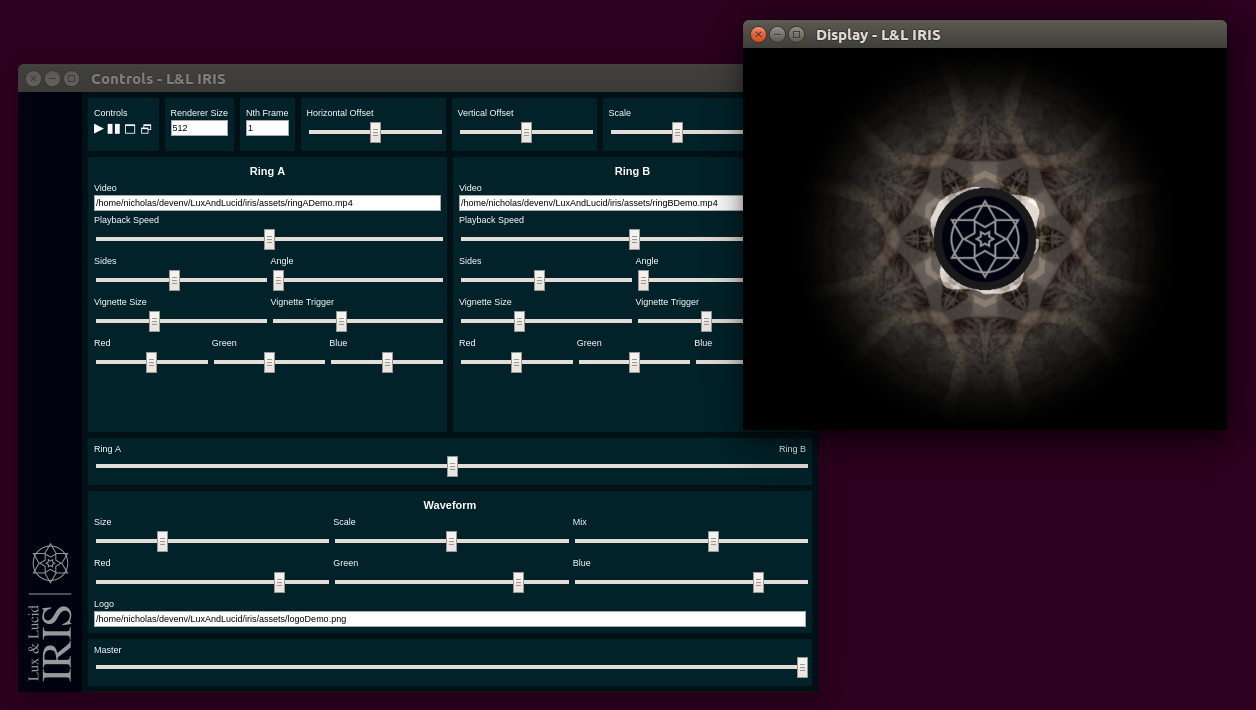 Display - L&L IRIS
Controls - L&L IRIS
Controls
Renderer Size
512
Nth Frame
1
Horizontal Offset
Vertical Offset
Scale
Ring A
Video
/home/nicholas/devenv/LuxAndLucid/iris/assets/ringADemo.mp4
Playback Speed
Sides
Angle
Vignette Size
Vignette Trigger
Red
Green
Blue
Ring B
Video
/home/nicholas/devenv/LuxAndLucid/iris/assets/ringBDemo.mp4
Playback Speed
Sides
Angle
Vignette Size
Vignette Trigger
Red
Green
Blue
Ring A
Ring B
Waveform
Size
Scale
Mix
Red
Green
Blue
Logo
/home/nicholas/devenv/LuxAndLucid/iris/assets/logoDemo.png
Master
Lux & Lucid
IRIS